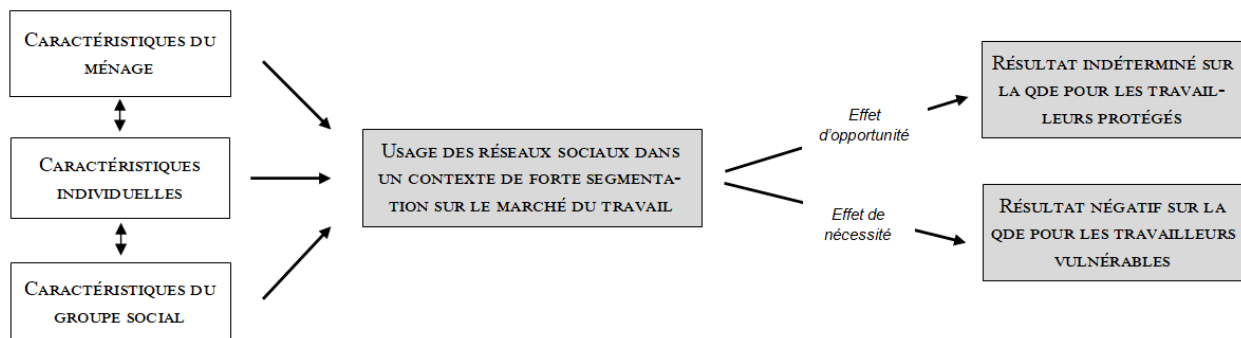 CARACTÉRISTIQUES DU
MÉNAGE
CARACTÉRISTIQUES
INDIVIDUELLES
CARACTÉRISTIQUES DU
GROUPE SOCIAL
USAGE DES RÉSEAUX SOCIAUX DANS
UN CONTEXTE DE FORTE SEGMENTA-
TION SUR LE MARCHÉ DU TRAVAIL
Effet
d'opportunité
Effet de
nécessité
RÉSULTAT INDÉTERMINÉ SUR
LA QDE POUR LES TRAVAIL-
LEURS PROTÉGÉS
RÉSULTAT NÉGATIF SUR LA
QDE POUR LES TRAVAILLEURS
VULNÉRABLES